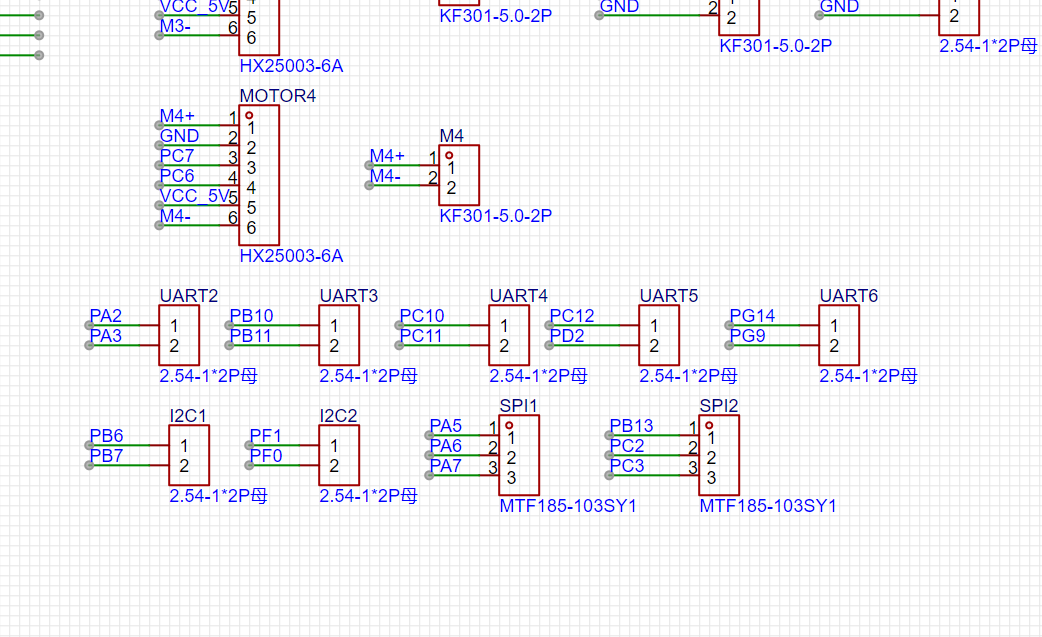 VCC_5V 5 5
M3- 6 6
HX25003-6A
KF301-5.0-2P
GND 2 2
KF301-5.0-2P
GND 2
2.54-1*2P母
MOTOR4
M4+ 1 1
GND 2 2
PC7 3 3
PC6 4 4
VCC_5V 5 5
M4- 6 6
HX25003-6A
M4
M4+ 1 1
M4- 2 2
KF301-5.0-2P
UART2
PA2 1
PA3 2
2.54-1*2P母
UART3
PB10 1
PB11 2
2.54-1*2P母
UART4
PC10 1
PC11 2
2.54-1*2P母
UART5
PC12 1
PD2 2
2.54-1*2P母
UART6
PG14 1
PG9 2
2.54-1*2P母
I2C1
PB6 1
PB7 2
2.54-1*2P母
I2C2
PF1 1
PF0 2
2.54-1*2P母
SPI1
PA5 1 1
PA6 2 2
PA7 3 3
MTF185-103SY1
SPI2
PB13 1 1
PC2 2 2
PC3 3 3
MTF185-103SY1